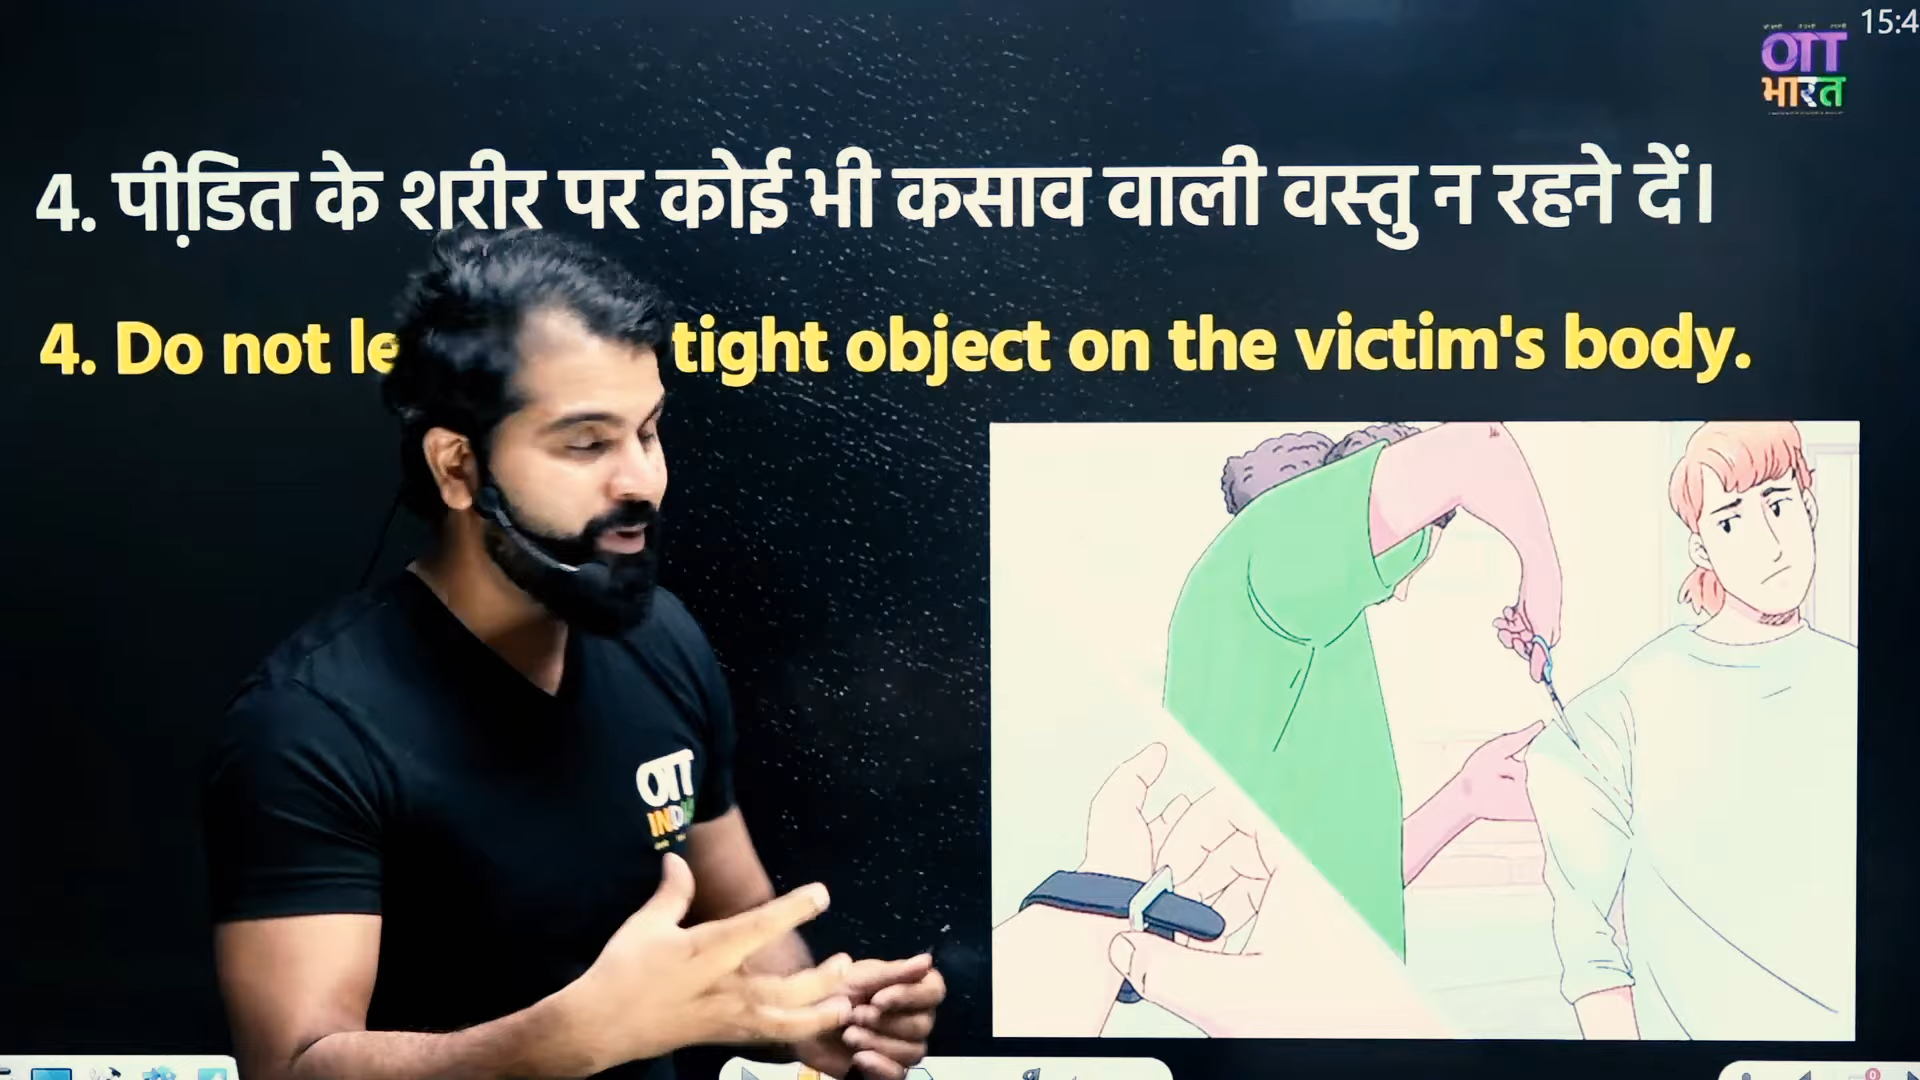 15:4
OTT
भारत
4. पीडि़त के शरीर पर कोई भी कसाव वाली वस्तु न रहने दें।
4. Do not le tight object on the victim's body.
OTT
IND